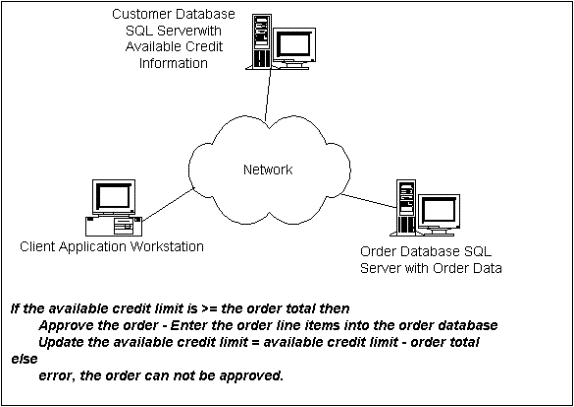 Customer Database
SQL Serverwith
Available Credit
Information
Network
Client Application Workstation
Order Database SQL
Server with Order Data
If the available credit limit is >= the order total then
Approve the order - Enter the order line items into the order database
Update the available credit limit = available credit limit - order total
else
error, the order can not be approved.